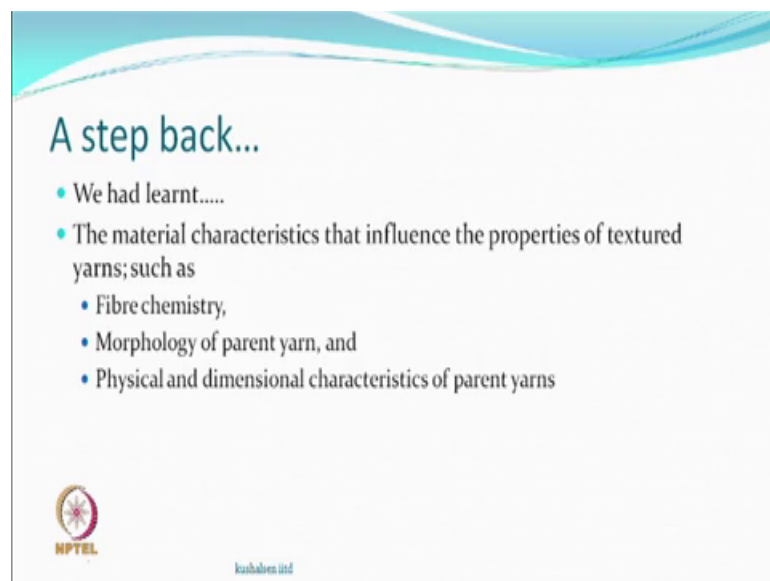 A step back...
We had learnt.....
The material characteristics that influence the properties of textured
yarns; such as
Fibre chemistry,
Morphology of parent yarn, and
Physical and dimensional characteristics of parent yarns
NPTEL
kushalsen iitd